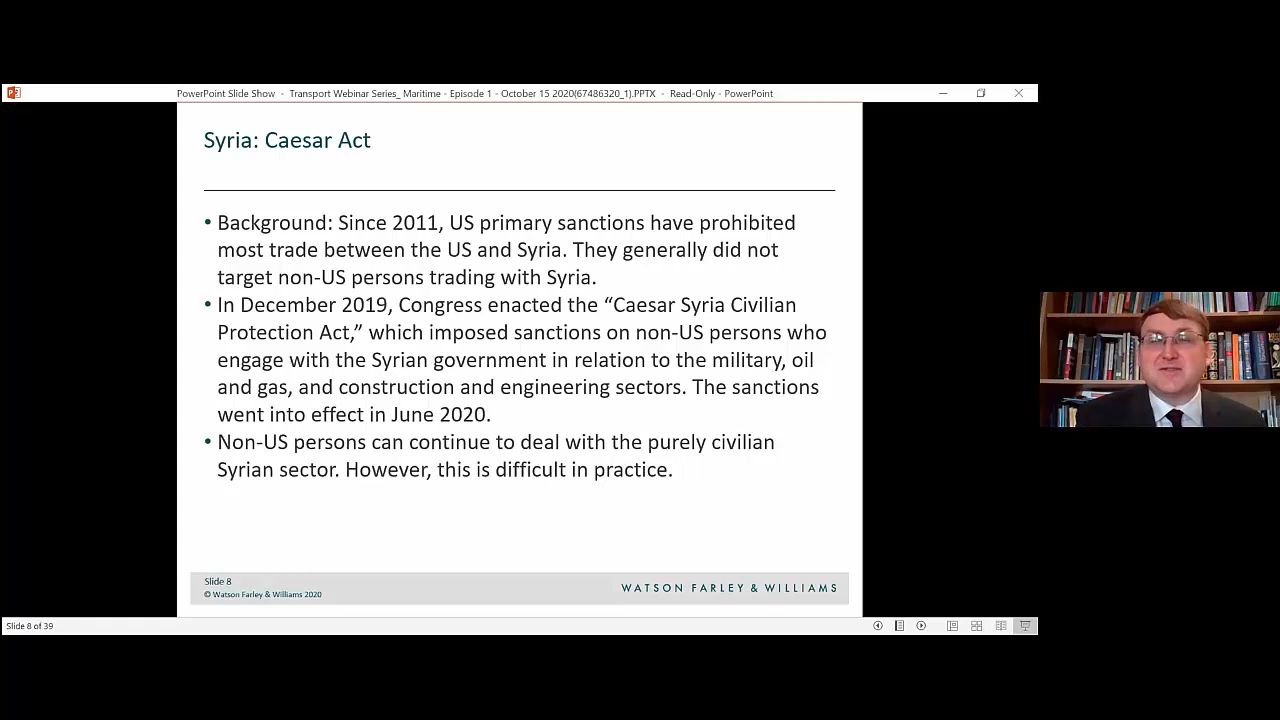 PowerPoint Slide Show - Transport Webinar Series_ Maritime - Episode 1 - October 15 2020(67486320_1).PPTX - Read-Only - PowerPoint
Syria: Caesar Act
• Background: Since 2011, US primary sanctions have prohibited
most trade between the US and Syria. They generally did not
target non-US persons trading with Syria.
• In December 2019, Congress enacted the “Caesar Syria Civilian
Protection Act,” which imposed sanctions on non-US persons who
engage with the Syrian government in relation to the military, oil
and gas, and construction and engineering sectors. The sanctions
went into effect in June 2020.
• Non-US persons can continue to deal with the purely civilian
Syrian sector. However, this is difficult in practice.
Slide 8
© Watson Farley & Williams 2020
WATSON FARLEY & WILLIAMS
Slide 8 of 39